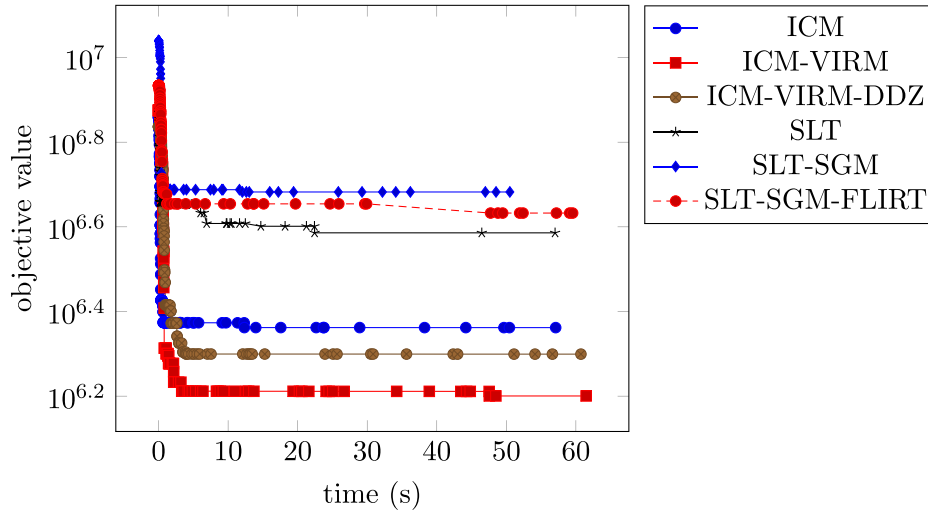 10^7
10^6.8
10^6.6
10^6.4
10^6.2
objective value
0
10
20
30
40
50
60
time (s)
ICM
ICM-VIRM
ICM-VIRM-DDZ
SLT
SLT-SGM
SLT-SGM-FLIRT